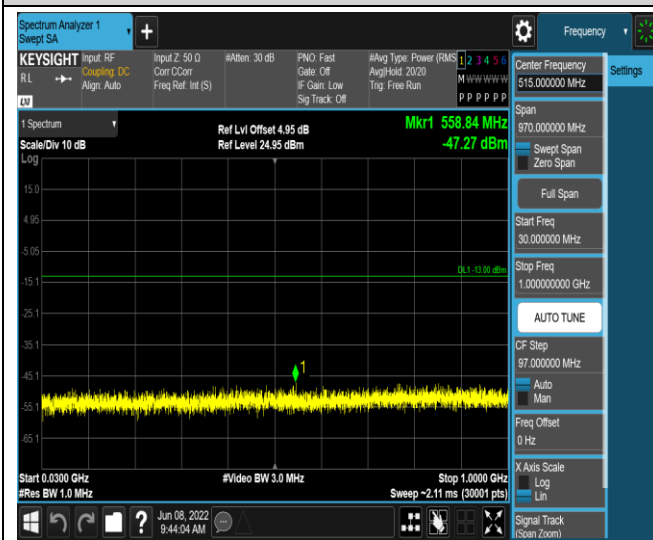 Spectrum Analyzer 1
Swept SA
+
Frequency
KEYSIGHT
RL
LXI
Input: RF
Coupling: DC
Align: Auto
Input Z: 50 Ω
Corr CCorr
Freq Ref: Int (S)
#Atten: 30 dB
PNO: Fast
Gate: Off
IF Gain: Low
Sig Track: Off
#Avg Type: Power (RMS
Avg|Hold: 20/20
Trig: Free Run
1 2 3 4 5 6
M W W W W W
P P P P P P
1 Spectrum
Scale/Div 10 dB
Ref Lvl Offset 4.95 dB
Ref Level 24.95 dBm
Mkr1 558.84 MHz
-47.27 dBm
Log
15.0
4.95
-5.05
-15.1
-25.1
-35.1
-45.1
-55.1
-65.1
DL1 -13.00 dBm
1
Start 0.0300 GHz
#Res BW 1.0 MHz
#Video BW 3.0 MHz
Stop 1.0000 GHz
Sweep ~2.11 ms (30001 pts)
?
Jun 08, 2022
9:44:04 AM
Center Frequency
515.000000 MHz
Settings
Span
970.000000 MHz
Swept Span
Zero Span
Full Span
Start Freq
30.000000 MHz
Stop Freq
1.000000000 GHz
AUTO TUNE
CF Step
97.000000 MHz
Auto
Man
Freq Offset
0 Hz
X Axis Scale
Log
Lin
Signal Track
(Span Zoom)